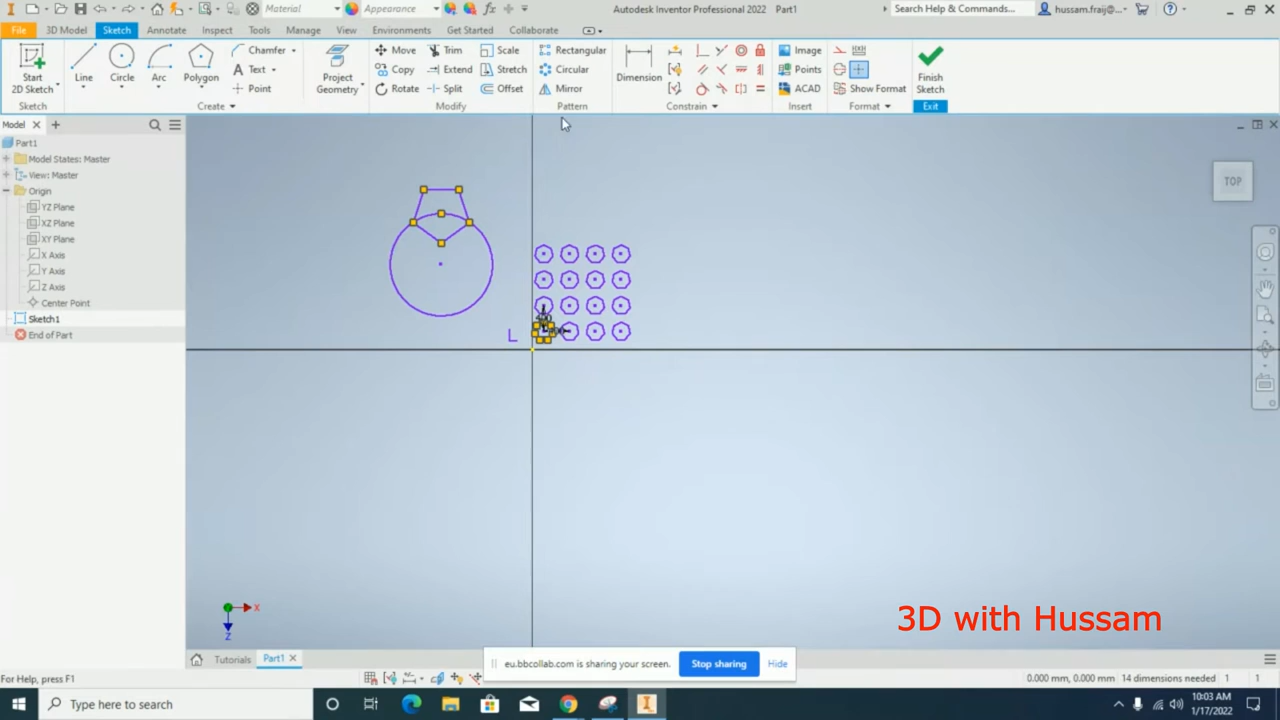 Material
Appearance
Autodesk Inventor Professional 2022 Part1
Search Help & Commands...
hussam.fraij@...
File
3D Model
Sketch
Annotate
Inspect
Tools
Manage
View
Environments
Get Started
Collaborate
Start
2D Sketch
Line
Circle
Arc
Polygon
Chamfer
Text
Point
Project
Geometry
Move
Copy
Rotate
Trim
Extend
Split
Scale
Stretch
Offset
Rectangular
Circular
Mirror
Dimension
Image
Points
ACAD
Show Format
Finish
Sketch
Sketch
Create
Modify
Pattern
Constrain
Insert
Format
Exit
Model
Part1
Model States: Master
View: Master
Origin
YZ Plane
XZ Plane
XY Plane
X Axis
Y Axis
Z Axis
Center Point
Sketch1
End of Part
TOP
X
Z
3D with Hussam
Tutorials
Part1
eu.bbcollab.com is sharing your screen.
Stop sharing
Hide
For Help, press F1
0.000 mm, 0.000 mm 14 dimensions needed 1 1
Type here to search
10:03 AM
1/17/2022